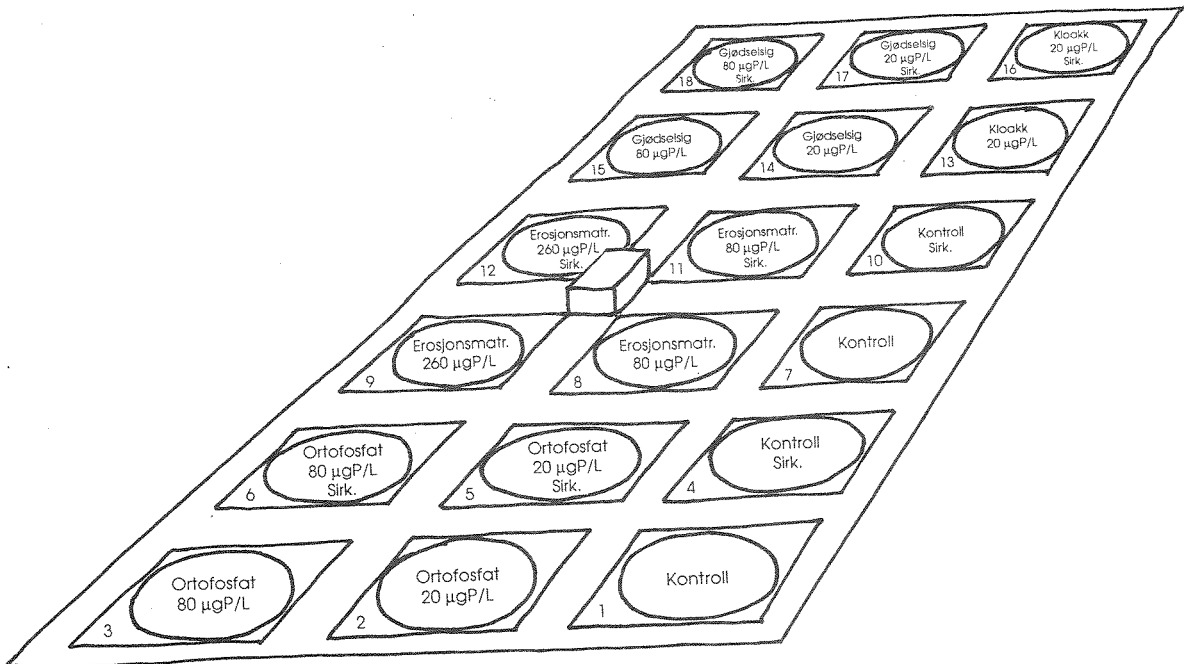 Gjødselsig
80 µgP/L
Sirk.
18
Gjødselsig
20 µgP/L
Sirk.
17
Kloakk
20 µgP/L
Sirk.
16
Gjødselsig
80 µgP/L
15
Gjødselsig
20 µgP/L
14
Kloakk
20 µgP/L
13
Erosjonsmatr.
260 µgP/L
Sirk.
12
Erosjonsmatr.
80 µgP/L
Sirk.
11
Kontroll
Sirk.
10
Erosjonsmatr.
260 µgP/L
9
Erosjonsmatr.
80 µgP/L
8
Kontroll
7
Ortofosfat
80 µgP/L
Sirk.
6
Ortofosfat
20 µgP/L
Sirk.
5
Kontroll
Sirk.
4
Ortofosfat
80 µgP/L
3
Ortofosfat
20 µgP/L
2
Kontroll
1